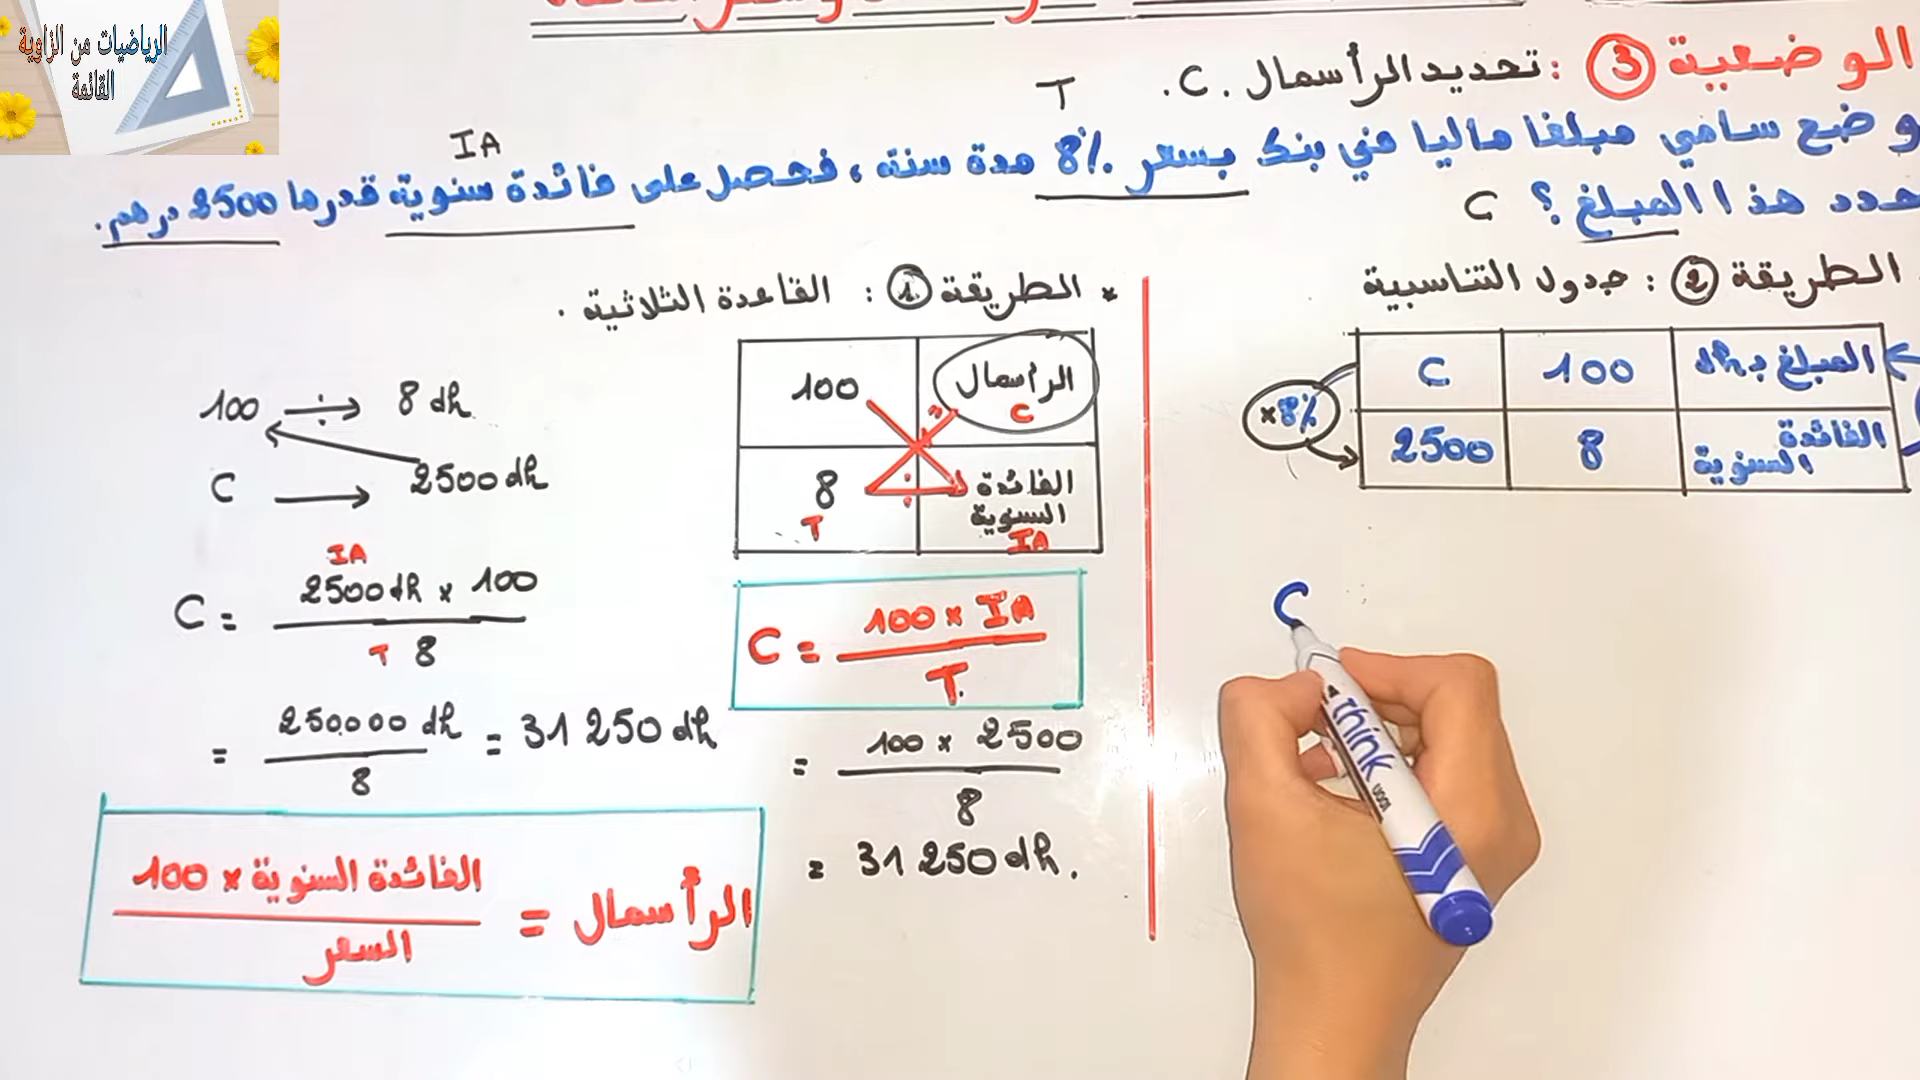 الرياضيات من الزاوية
القائمة
الوضعية 3 : تحديد الرأسمال C.
T
IA
وضع سامي مبلغا ماليا في بنك بسعر 8% مدة سنة، فحصل على فائدة سنوية قدرها 2500 درهم.
حدد هذا المبلغ؟ C
* الطريقة 1 : القاعدة الثلاثية.
100 ÷ → 8 dh
C → 2500 dh
100 الرأسمال
C
8 ÷ الفائدة السنوية
T IA
IA
C = 2500 dh × 100
T 8
= 250000 dh = 31 250 dh
8
C = 100 × IA
T.
= 100 × 2500
8
= 31 250 dh.
الرأسمال = الفائدة السنوية × 100
السعر
الطريقة 2 : جدول التناسبية
المبلغ ب dh 100 C
الفائدة السنوية 8 2500
×8%
C
think